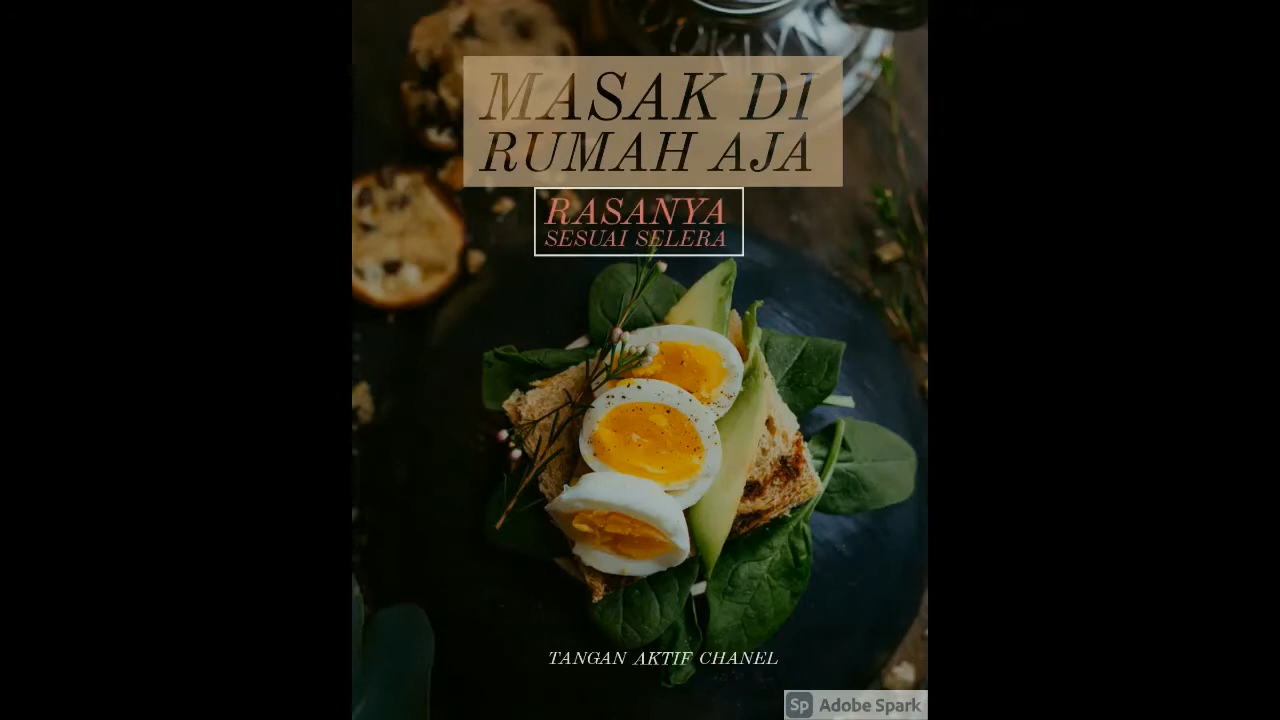 MASAK DI
RUMAH AJA
RASANYA
SESUAI SELERA
TANGAN AKTIF CHANEL
Sp Adobe Spark